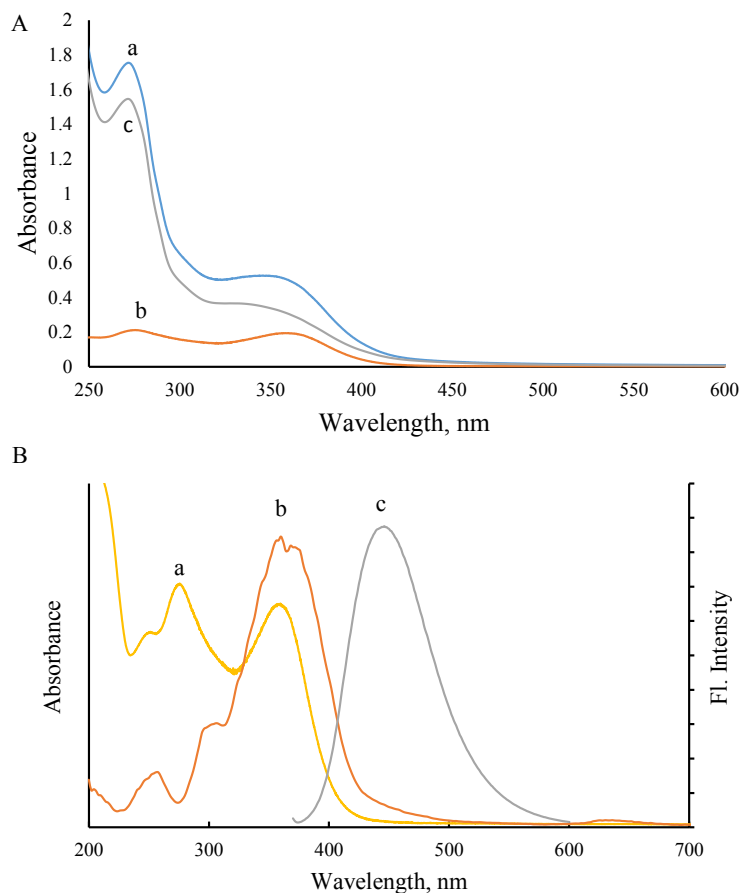 A
2
1.8
1.6
1.4
1.2
1
0.8
0.6
0.4
0.2
0
Absorbance
a
c
b
250 300 350 400 450 500 550 600
Wavelength, nm
B
a
b
c
Absorbance
Fl. Intensity
200 300 400 500 600 700
Wavelength, nm